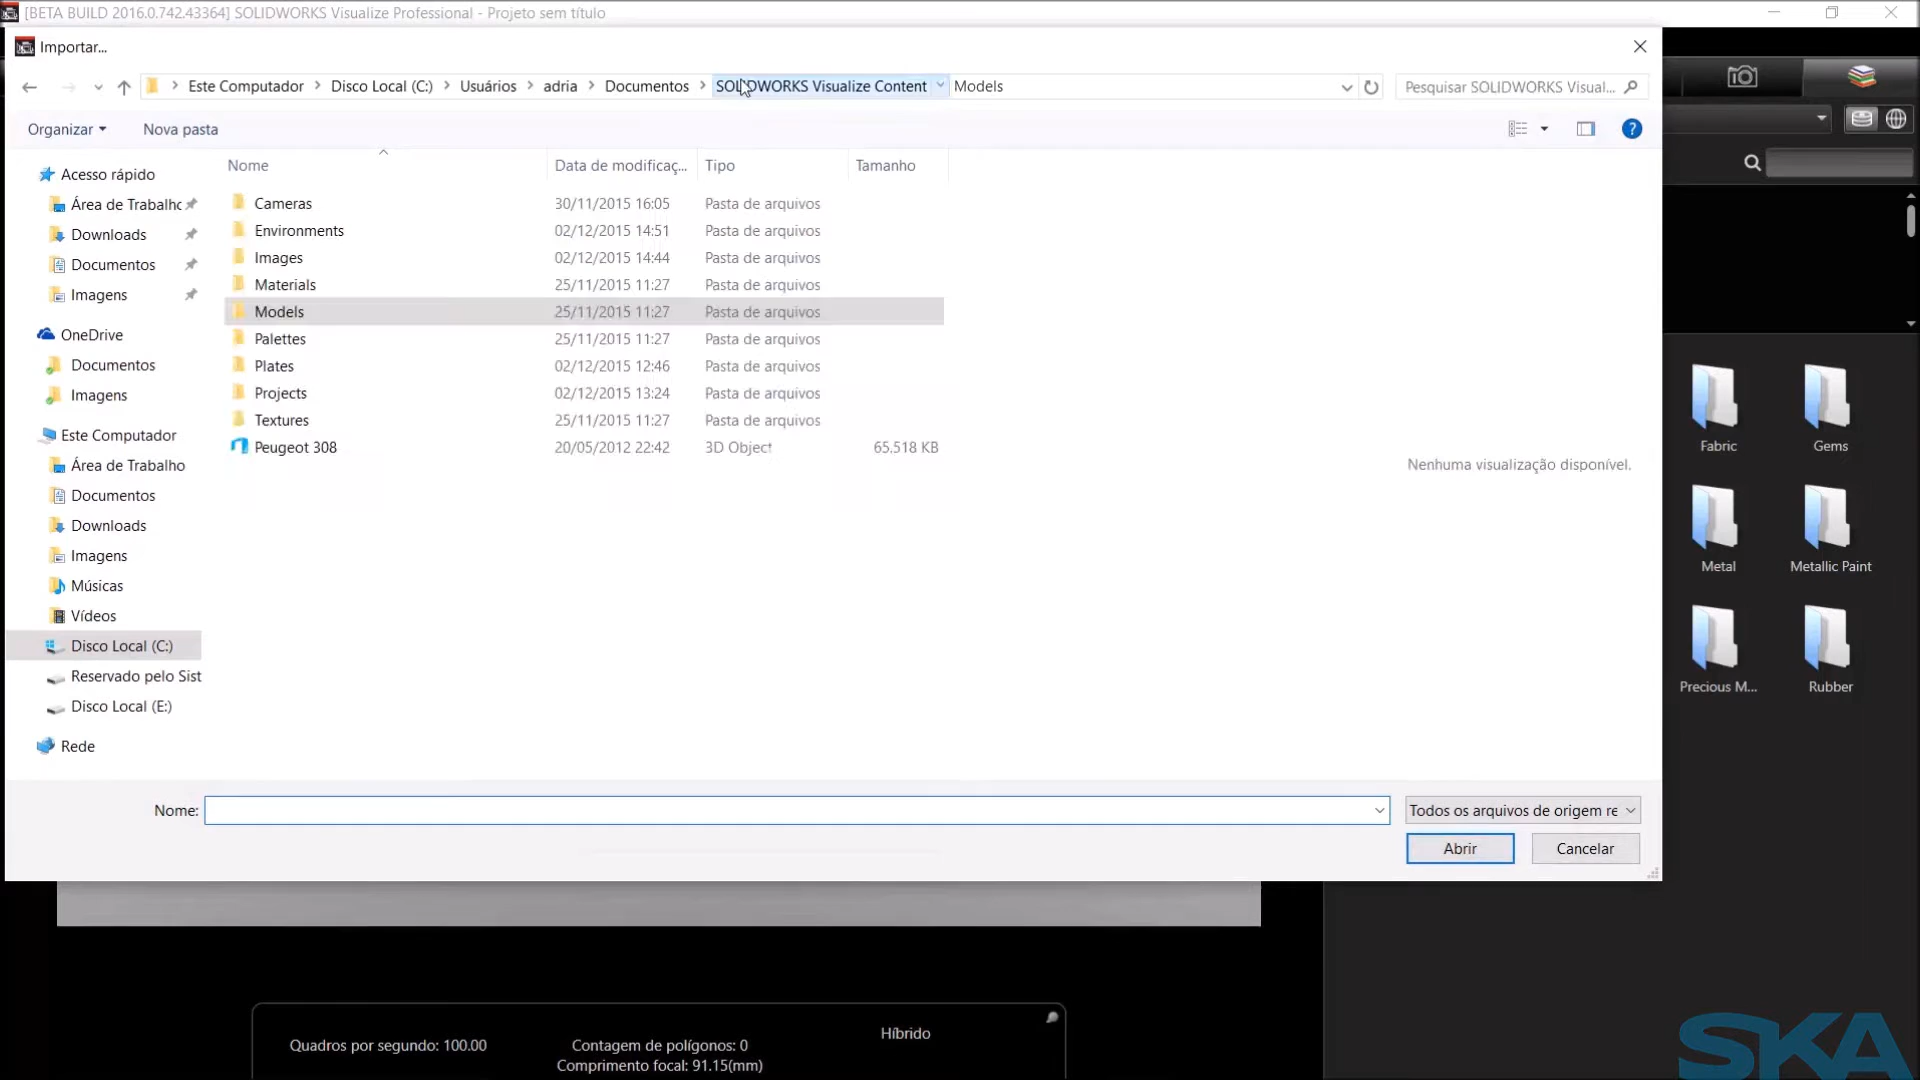 [BETA BUILD 2016.0.742.43364] SOLIDWORKS Visualize Professional - Projeto sem título
Importar...
Este Computador
Disco Local (C:)
Usuários
adria
Documentos
SOLIDWORKS Visualize Content
Models
Pesquisar SOLIDWORKS Visual...
Organizar
Nova pasta
Nome
Data de modificaç...
Tipo
Tamanho
Acesso rápido
Área de Trabalhc
Downloads
Documentos
Imagens
OneDrive
Documentos
Imagens
Este Computador
Área de Trabalho
Documentos
Downloads
Imagens
Músicas
Vídeos
Disco Local (C:)
Reservado pelo Sist
Disco Local (E:)
Rede
Cameras 30/11/2015 16:05 Pasta de arquivos
Environments 02/12/2015 14:51 Pasta de arquivos
Images 02/12/2015 14:44 Pasta de arquivos
Materials 25/11/2015 11:27 Pasta de arquivos
Models 25/11/2015 11:27 Pasta de arquivos
Palettes 25/11/2015 11:27 Pasta de arquivos
Plates 02/12/2015 12:46 Pasta de arquivos
Projects 02/12/2015 13:24 Pasta de arquivos
Textures 25/11/2015 11:27 Pasta de arquivos
Peugeot 308 20/05/2012 22:42 3D Object 65.518 KB
Nenhuma visualização disponível.
Nome:
Todos os arquivos de origem re
Abrir
Cancelar
Fabric
Gems
Metal
Metallic Paint
Precious M...
Rubber
Quadros por segundo: 100.00
Contagem de polígonos: 0
Comprimento focal: 91.15(mm)
Híbrido
SKA